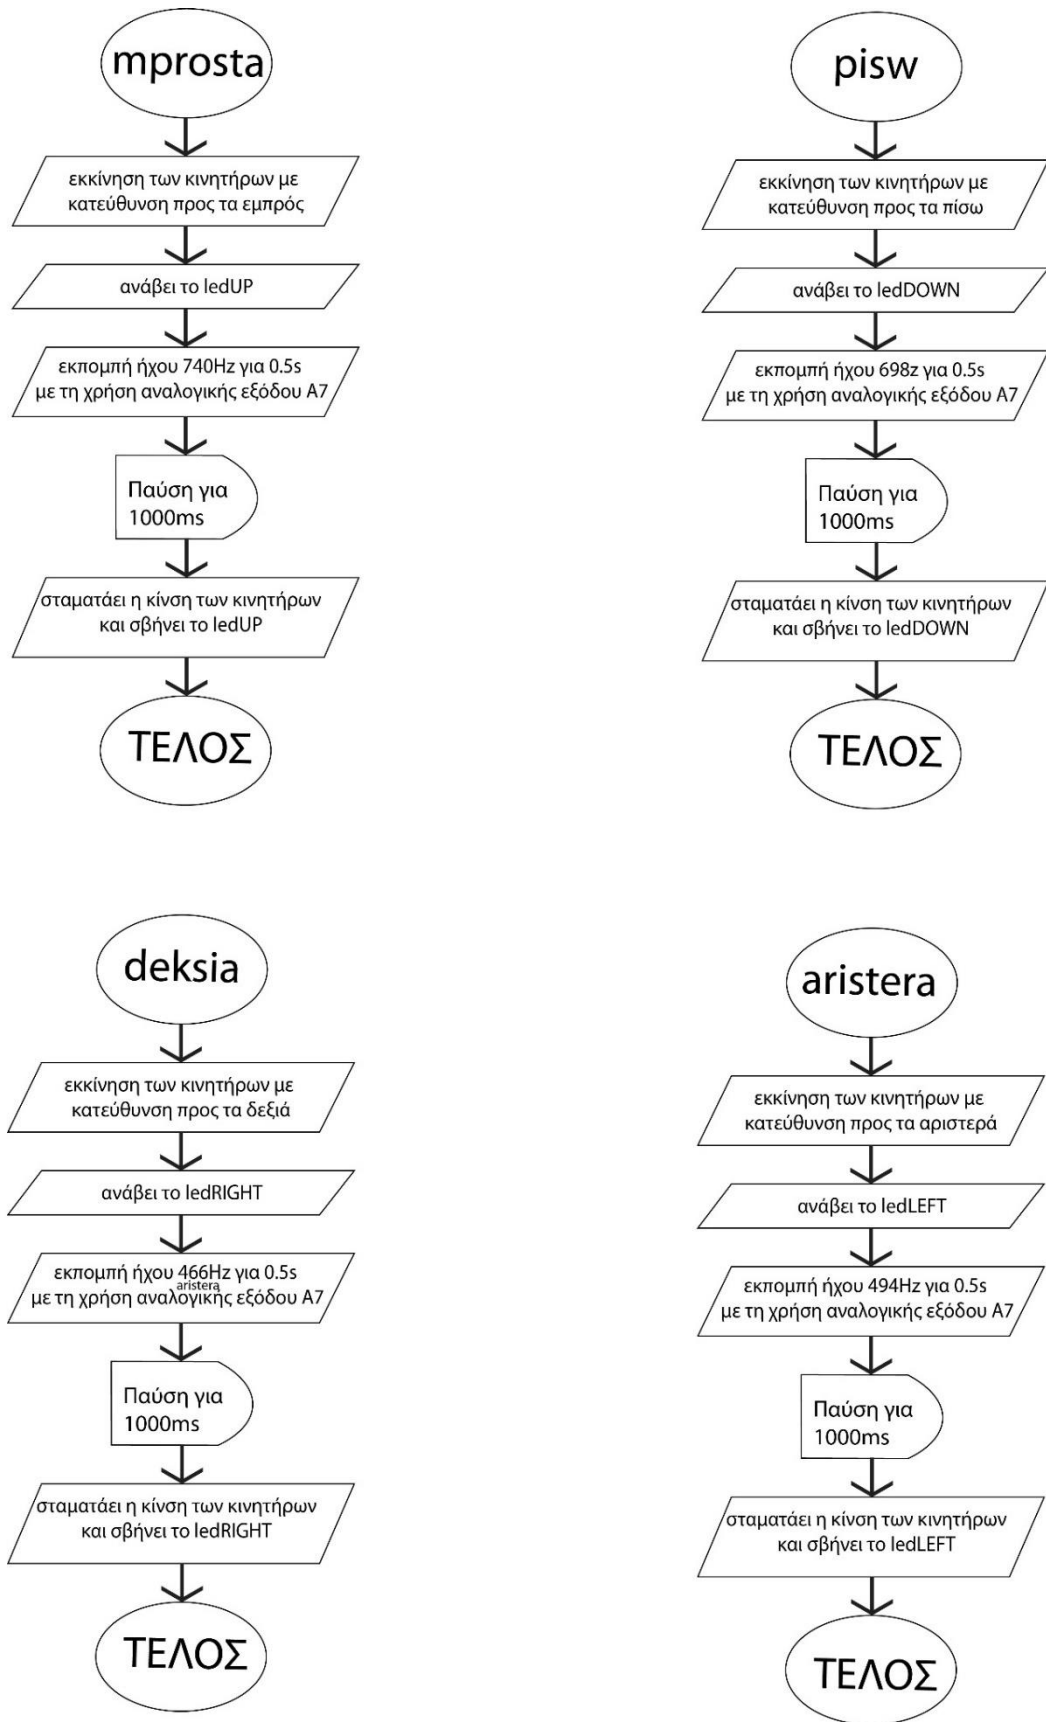 mprosta
εκκίνηση των κινητήρων με
κατεύθυνση προς τα εμπρός
ανάβει το ledUP
εκπομπή ήχου 740Hz για 0.5s
με τη χρήση αναλογικής εξόδου A7
Παύση για
1000ms
σταματάει η κίνση των κινητήρων
και σβήνει το ledUP
ΤΕΛΟΣ
pisw
εκκίνηση των κινητήρων με
κατεύθυνση προς τα πίσω
ανάβει το ledDOWN
εκπομπή ήχου 698z για 0.5s
με τη χρήση αναλογικής εξόδου A7
Παύση για
1000ms
σταματάει η κίνση των κινητήρων
και σβήνει το ledDOWN
ΤΕΛΟΣ
deksia
εκκίνηση των κινητήρων με
κατεύθυνση προς τα δεξιά
ανάβει το ledRIGHT
εκπομπή ήχου 466Hz για 0.5s
aristera
με τη χρήση αναλογικής εξόδου A7
Παύση για
1000ms
σταματάει η κίνση των κινητήρων
και σβήνει το ledRIGHT
ΤΕΛΟΣ
aristera
εκκίνηση των κινητήρων με
κατεύθυνση προς τα αριστερά
ανάβει το ledLEFT
εκπομπή ήχου 494Hz για 0.5s
με τη χρήση αναλογικής εξόδου A7
Παύση για
1000ms
σταματάει η κίνση των κινητήρων
και σβήνει το ledLEFT
ΤΕΛΟΣ